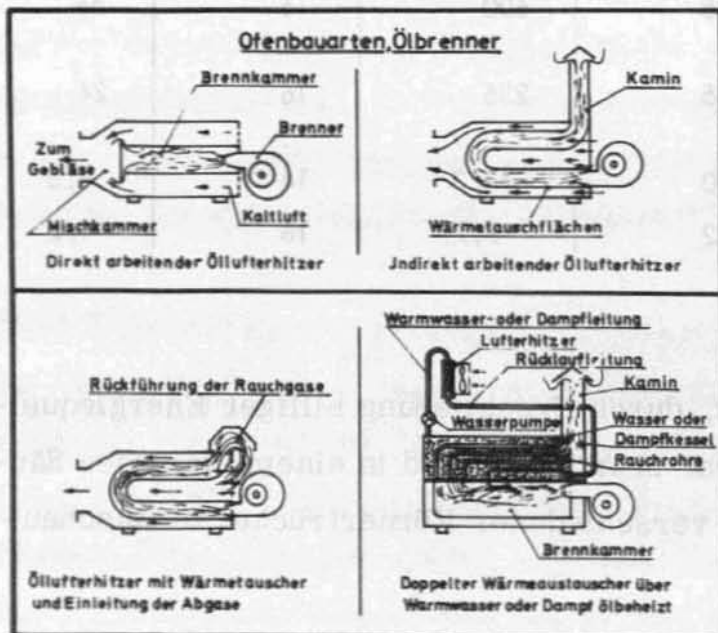 Ofenbauarten, Ölbrenner
Brennkammer
Brenner
Zum
Gebläse
Mischkammer
Kaltluft
Direkt arbeitender Öllufterhitzer
Kamin
Wärmetauschflächen
Jndirekt arbeitender Öllufterhitzer
Rückführung der Rauchgase
Öllufterhitzer mit Wärmetauscher
und Einleitung der Abgase
Warmwasser-oder Dampfleitung
Lufterhitzer
Rücklaufleitung
Kamin
Wasserpumpe
Wasser oder
Dampfkessel
Rauchrohre
Brennkammer
Doppelter Wärmeaustauscher über
Warmwasser oder Dampf ölbeheizt